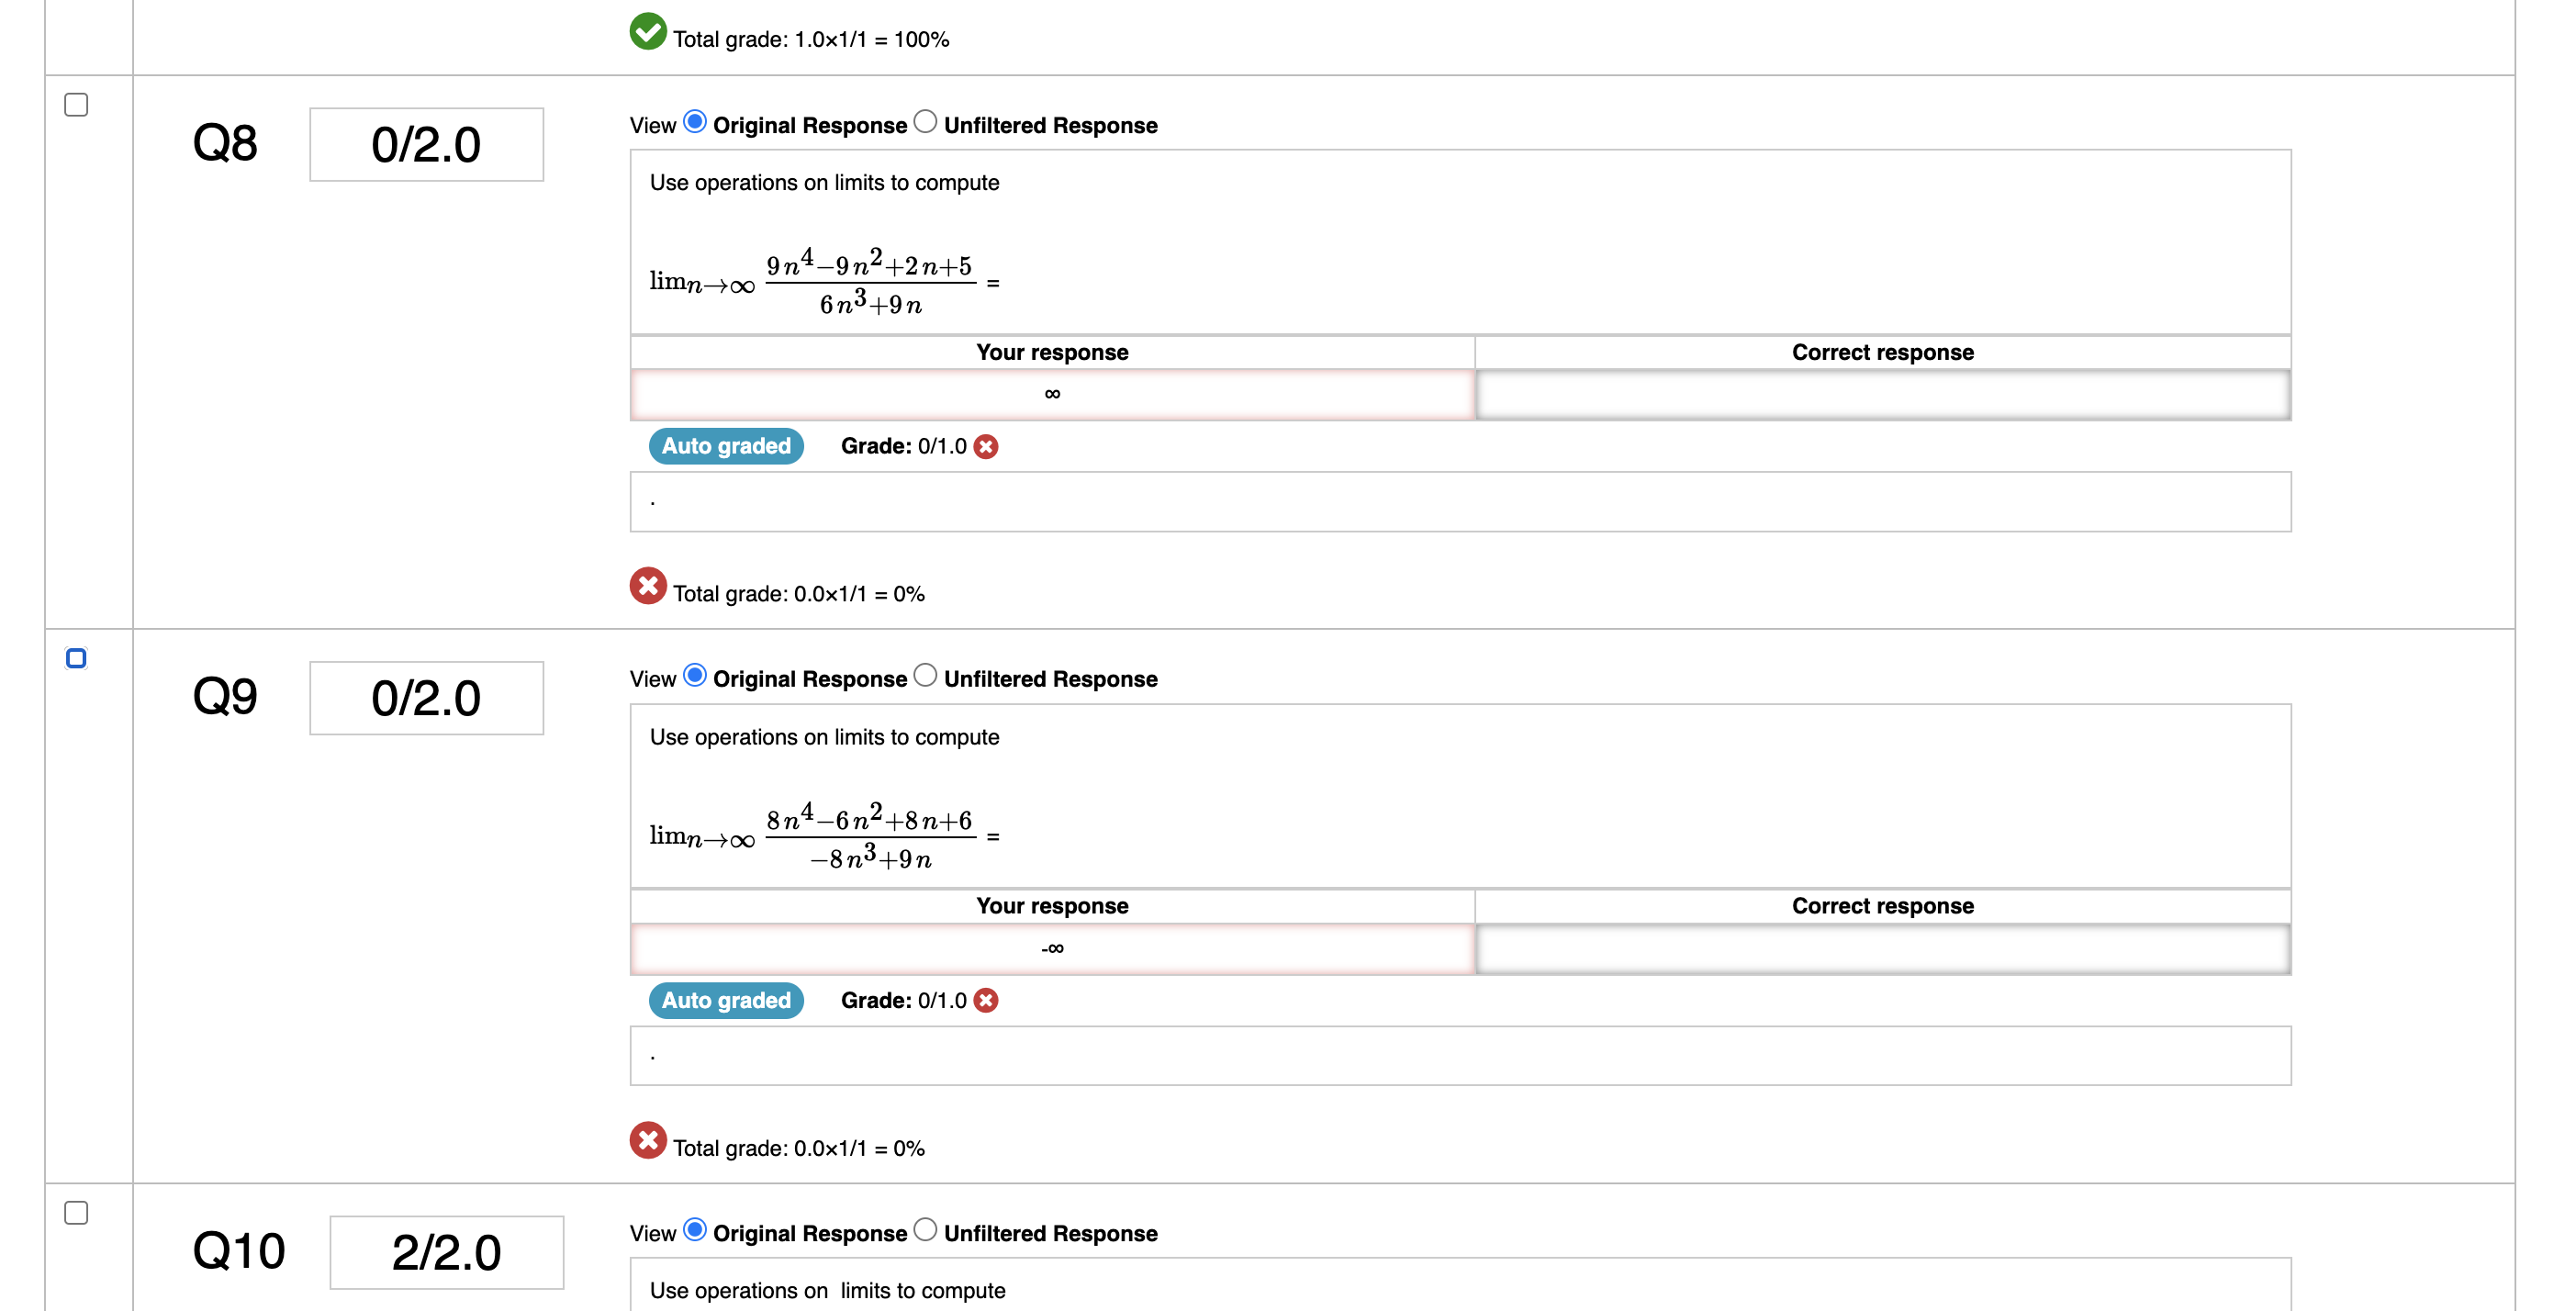 Total grade: 1.0×1/1 = 100%
Q8
0/2.0
View Original Response Unfiltered Response
Use operations on limits to compute
lim_{n→∞} \frac{9n^4−9n^2+2n+5}{6n^3+9n} =
Your response Correct response
∞
Auto graded Grade: 0/1.0
.
Total grade: 0.0×1/1 = 0%
Q9
0/2.0
View Original Response Unfiltered Response
Use operations on limits to compute
lim_{n→∞} \frac{8n^4−6n^2+8n+6}{−8n^3+9n} =
Your response Correct response
-∞
Auto graded Grade: 0/1.0
.
Total grade: 0.0×1/1 = 0%
Q10
2/2.0
View Original Response Unfiltered Response
Use operations on limits to compute